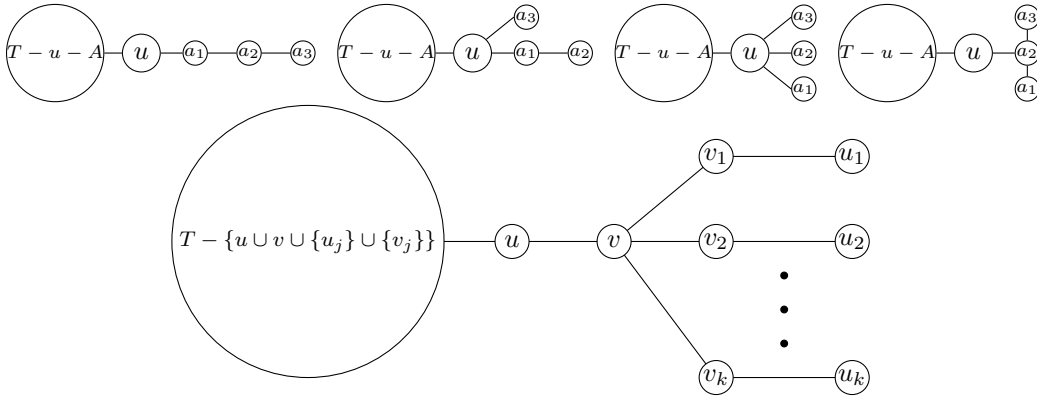 T − u − A u a₁ a₂ a₃
T − u − A u a₃ a₁ a₂
T − u − A u a₃ a₂ a₁
T − u − A u a₃ a₂ a₁
v₁ u₁
T − {u ∪ v ∪ {uⱼ} ∪ {vⱼ}} u v v₂ u₂
vₖ uₖ